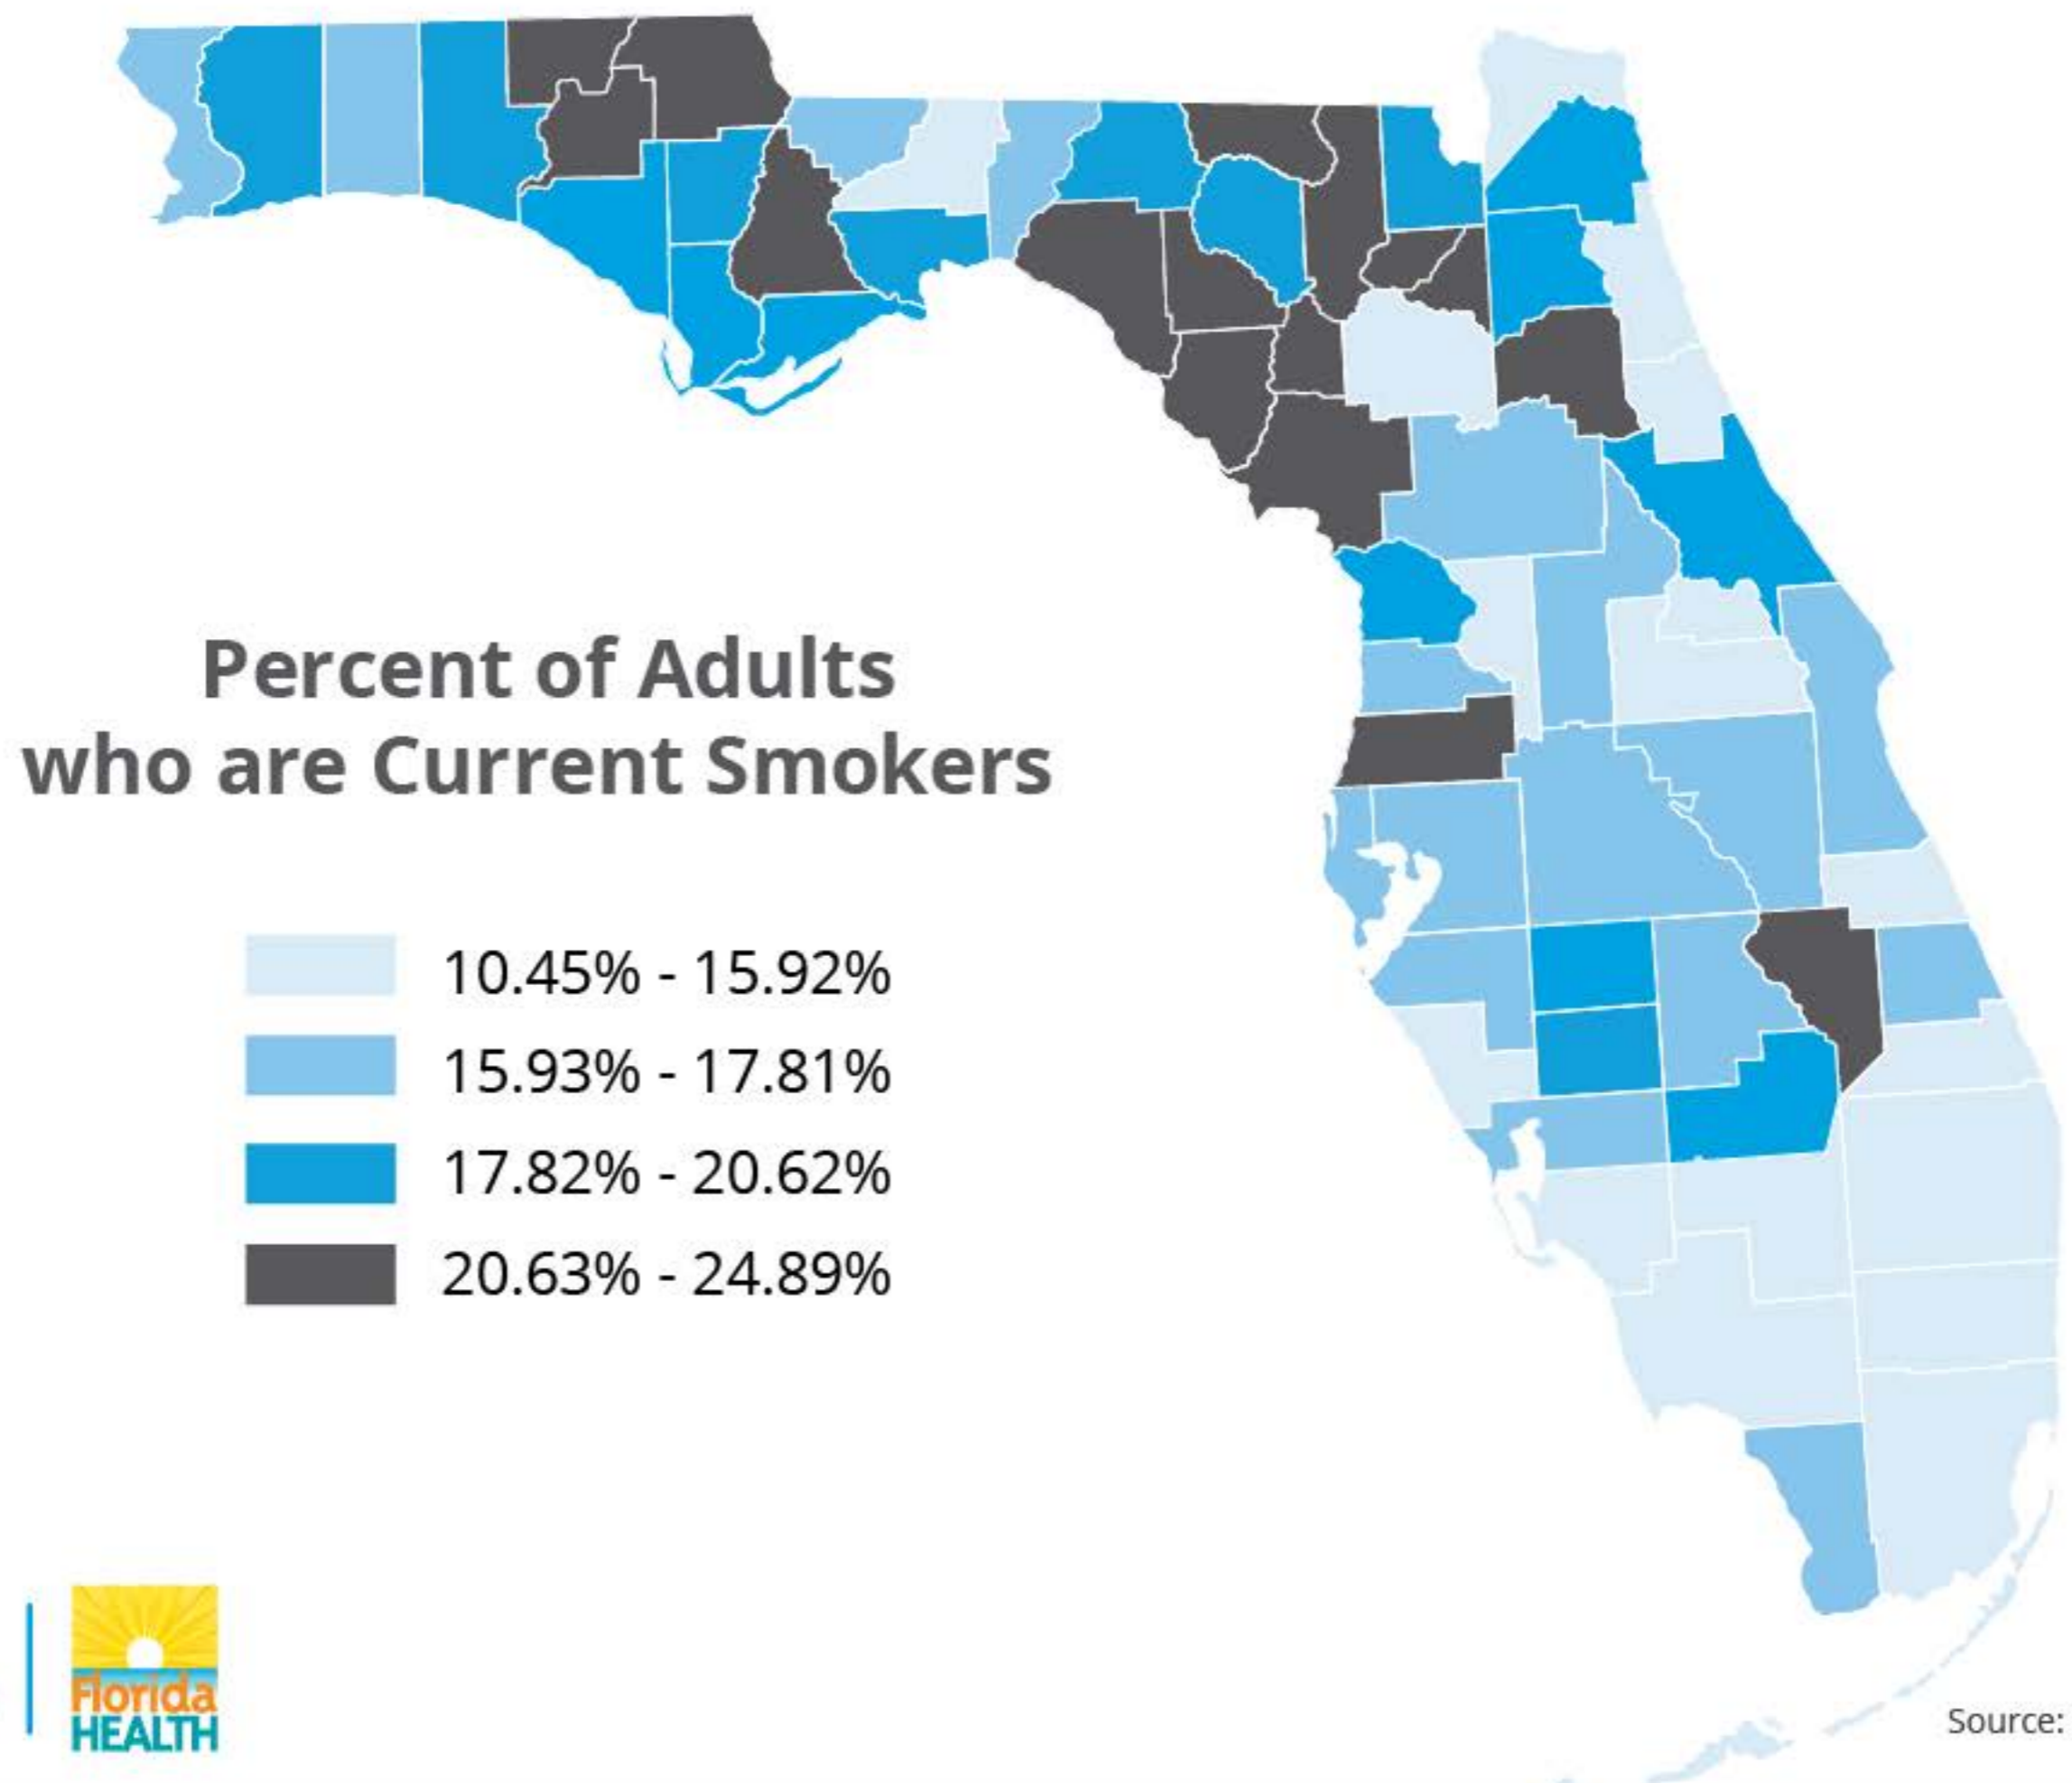 Percent of Adults
who are Current Smokers
10.45% - 15.92%
15.93% - 17.81%
17.82% - 20.62%
20.63% - 24.89%
Florida
HEALTH
Source: